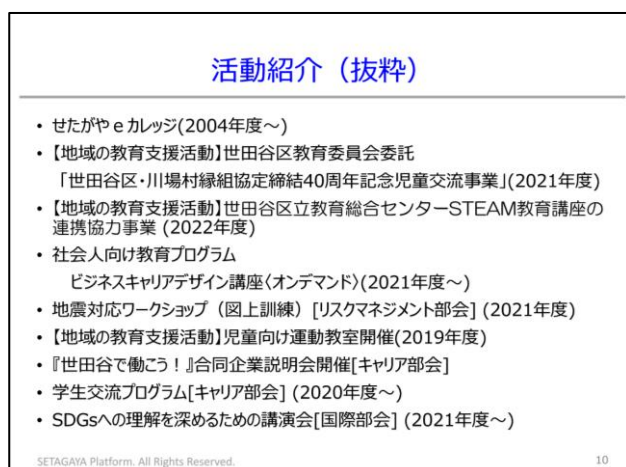 活動紹介（抜粋）
• せたがやｅカレッジ(2004年度～)
• 【地域の教育支援活動】世田谷区教育委員会委託
「世田谷区・川場村縁組協定締結40周年記念児童交流事業」(2021年度)
• 【地域の教育支援活動】世田谷区立教育総合センターSTEAM教育講座の
連携協力事業 (2022年度)
• 社会人向け教育プログラム
ビジネスキャリアデザイン講座〈オンデマンド〉(2021年度～)
• 地震対応ワークショップ（図上訓練）[リスクマネジメント部会] (2021年度)
• 【地域の教育支援活動】児童向け運動教室開催(2019年度)
• 『世田谷で働こう！』合同企業説明会開催[キャリア部会]
• 学生交流プログラム[キャリア部会] (2020年度～)
• SDGsへの理解を深めるための講演会[国際部会] (2021年度～)
SETAGAYA Platform. All Rights Reserved.
10